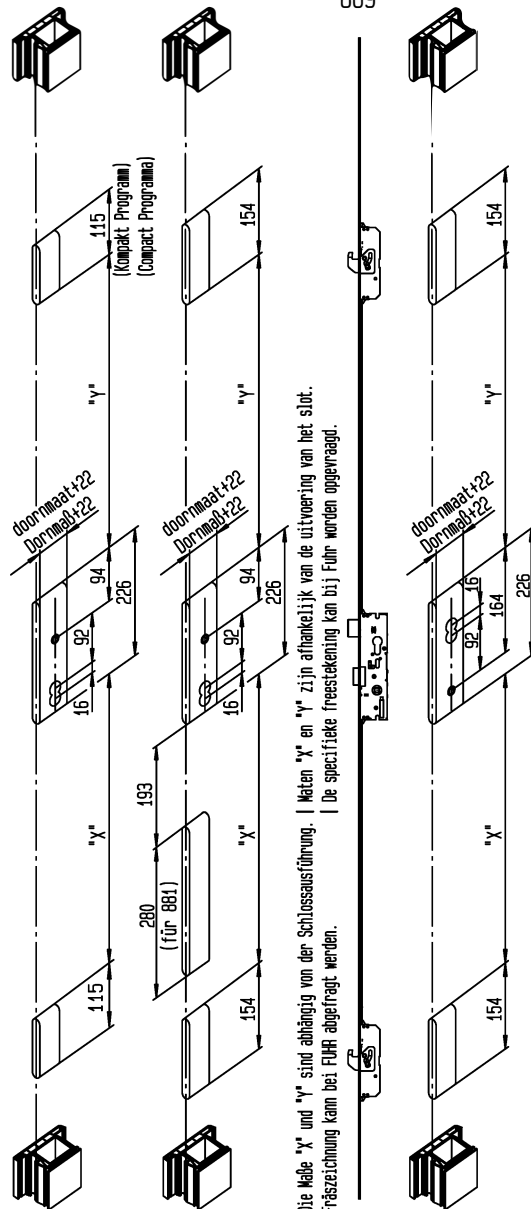 115
(Kompakt Programm)
(Compact Programma)
"Y"
doornmaat+22
Dornmaß+22
94
226
92
16
"X"
115
154
"Y"
doornmaat+22
Dornmaß+22
94
226
92
16
193
280
(für 881)
"X"
154
Die Maße "X" und "Y" sind abhängig von der Schlossausführung. | Maten "X" en "Y" zijn afhankelijk van de uitvoering van het slot.
Fräszeichnung kann bei FUHR abgefragt werden. | De specifieke freestekening kan bij Fuhr worden opgevraagd.
154
"Y"
doornmaat+22
Dornmaß+22
16
92
164
226
"X"
154